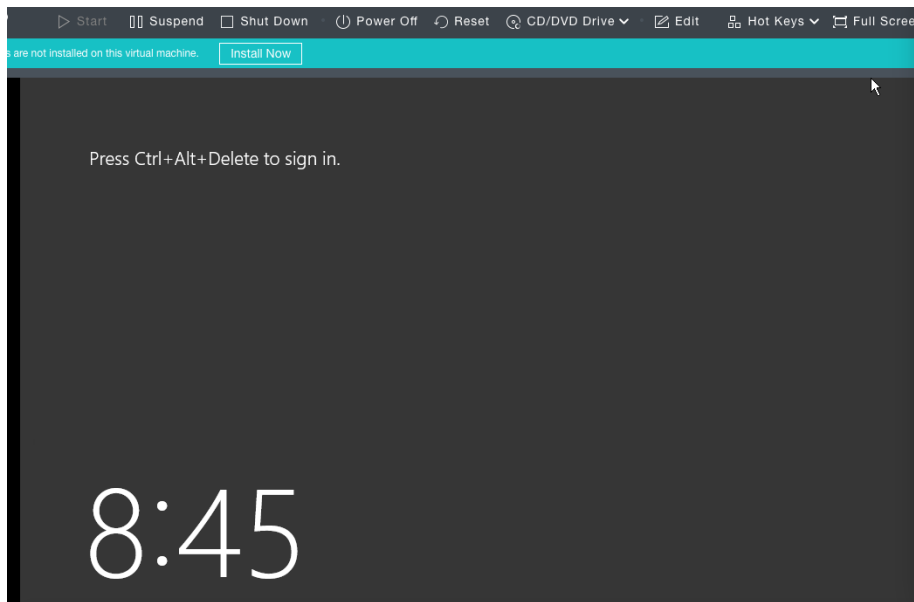 Start Suspend Shut Down Power Off Reset CD/DVD Drive Edit Hot Keys Full Scree
s are not installed on this virtual machine. Install Now
Press Ctrl+Alt+Delete to sign in.
8:45